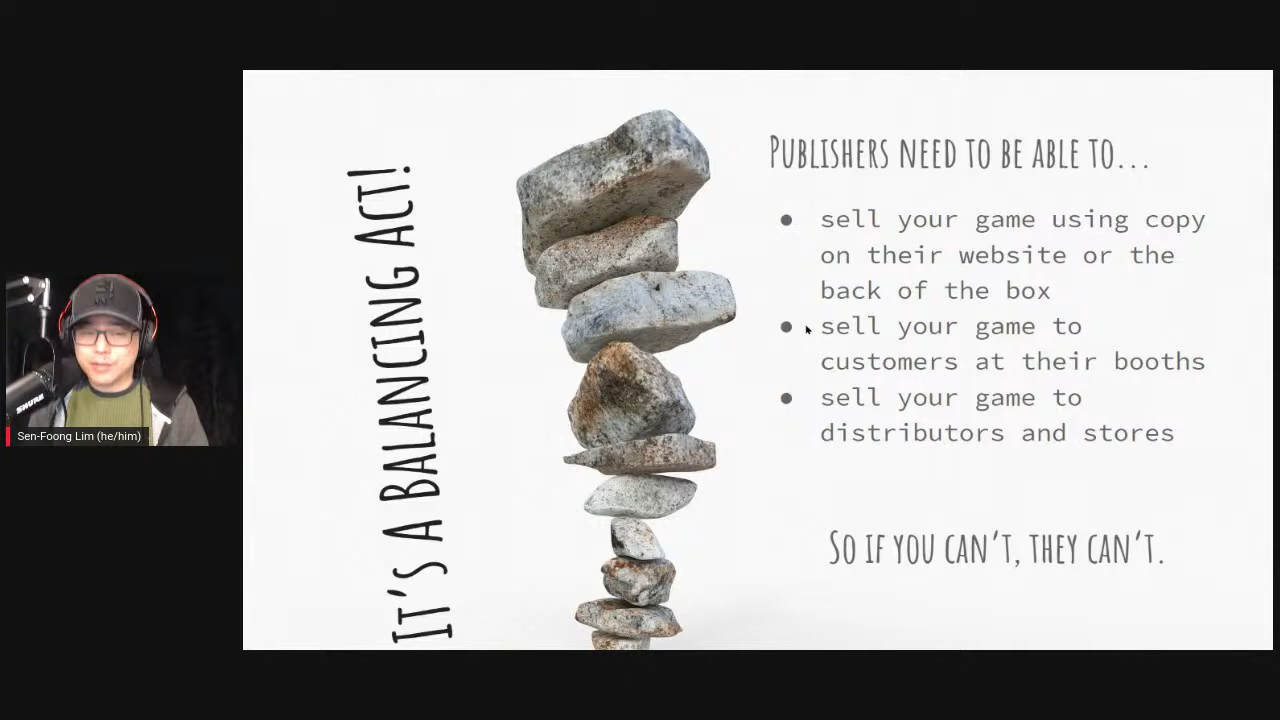 IT'S A BALANCING ACT!
PUBLISHERS NEED TO BE ABLE TO...
● sell your game using copy
on their website or the
back of the box
● sell your game to
customers at their booths
● sell your game to
distributors and stores
SO IF YOU CAN'T, THEY CAN'T.
SHURE
Sen-Foong Lim (he/him)